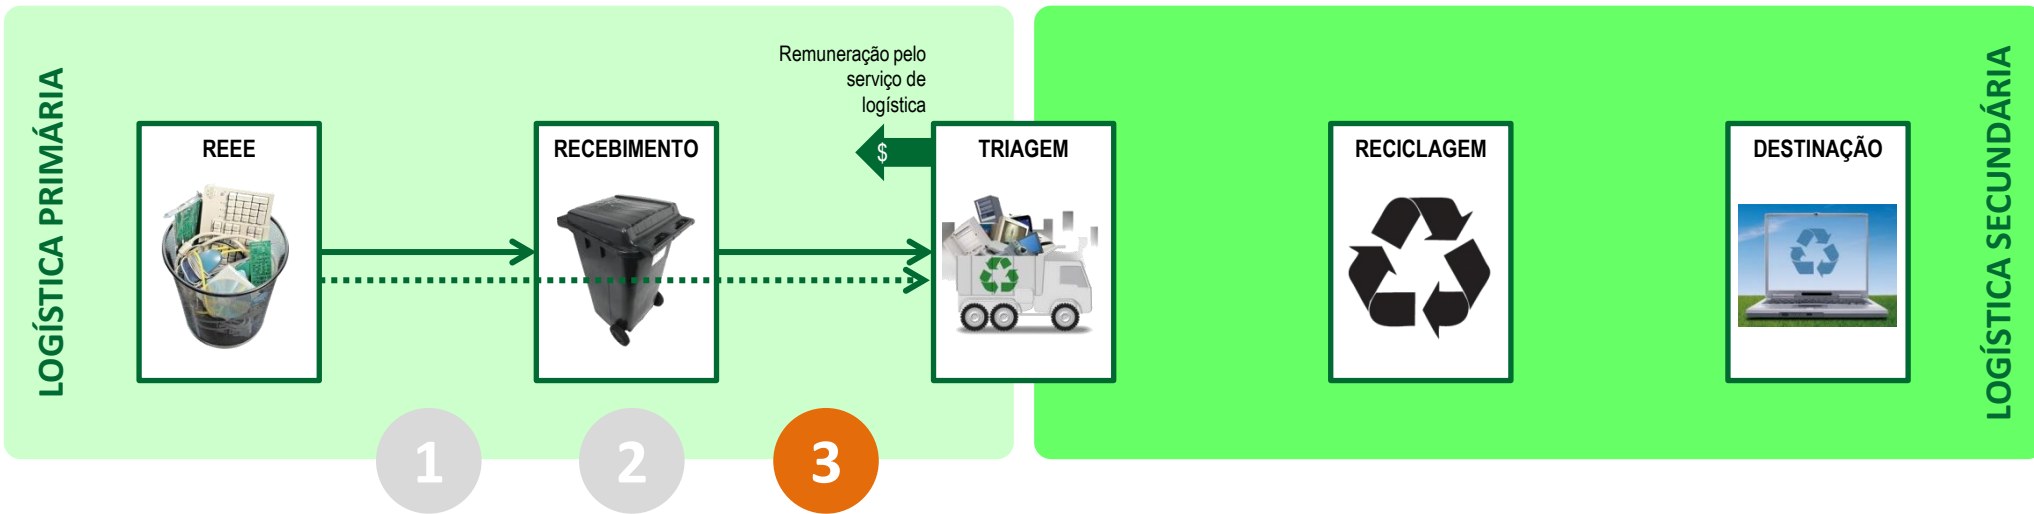 LOGÍSTICA PRIMÁRIA
REEE
RECEBIMENTO
Remuneração pelo
serviço de
logística
$
TRIAGEM
RECICLAGEM
DESTINAÇÃO
LOGÍSTICA SECUNDÁRIA
1
2
3